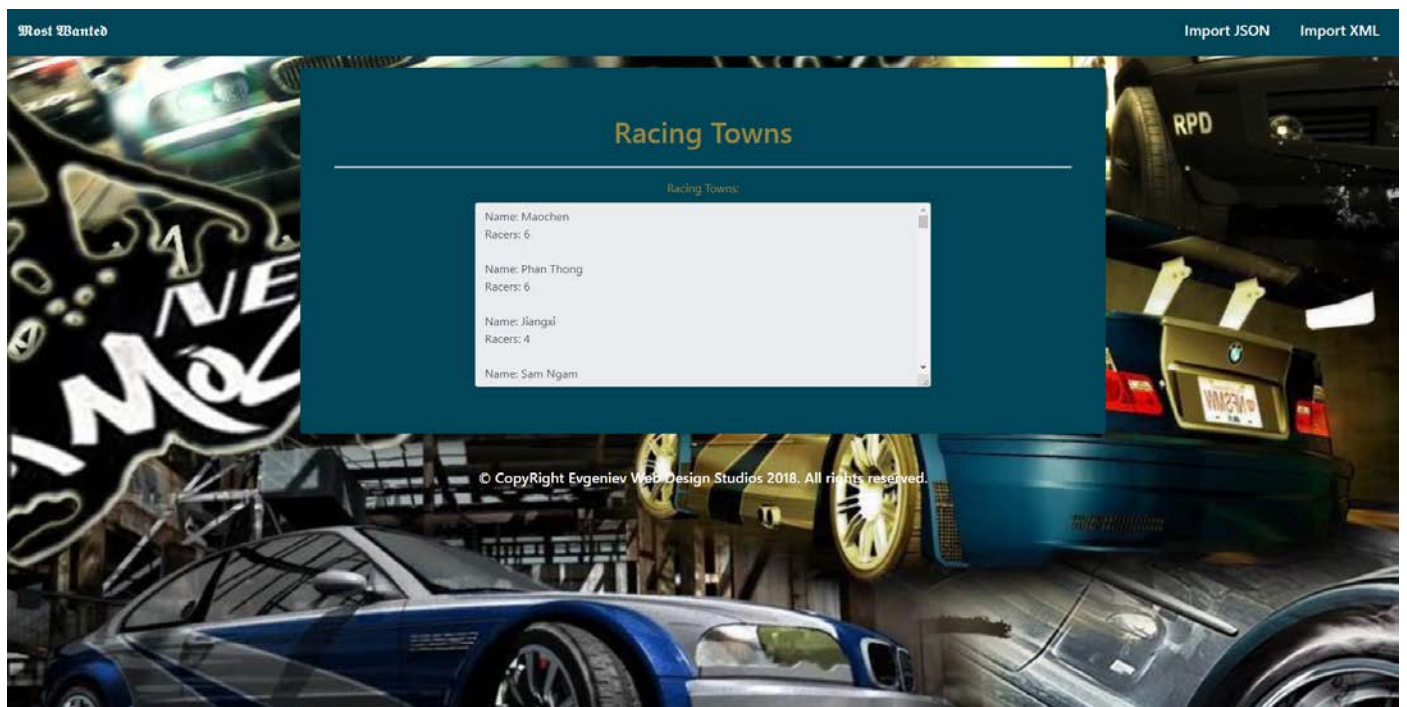 Most Wanted
Import JSON Import XML
RPD
Racing Towns
Racing Towns:
Name: Maochen
Racers: 6
Name: Phan Thong
Racers: 6
Name: Jiangxi
Racers: 4
Name: Sam Ngam
© CopyRight Evgeniev Web Design Studios 2018. All rights reserved.